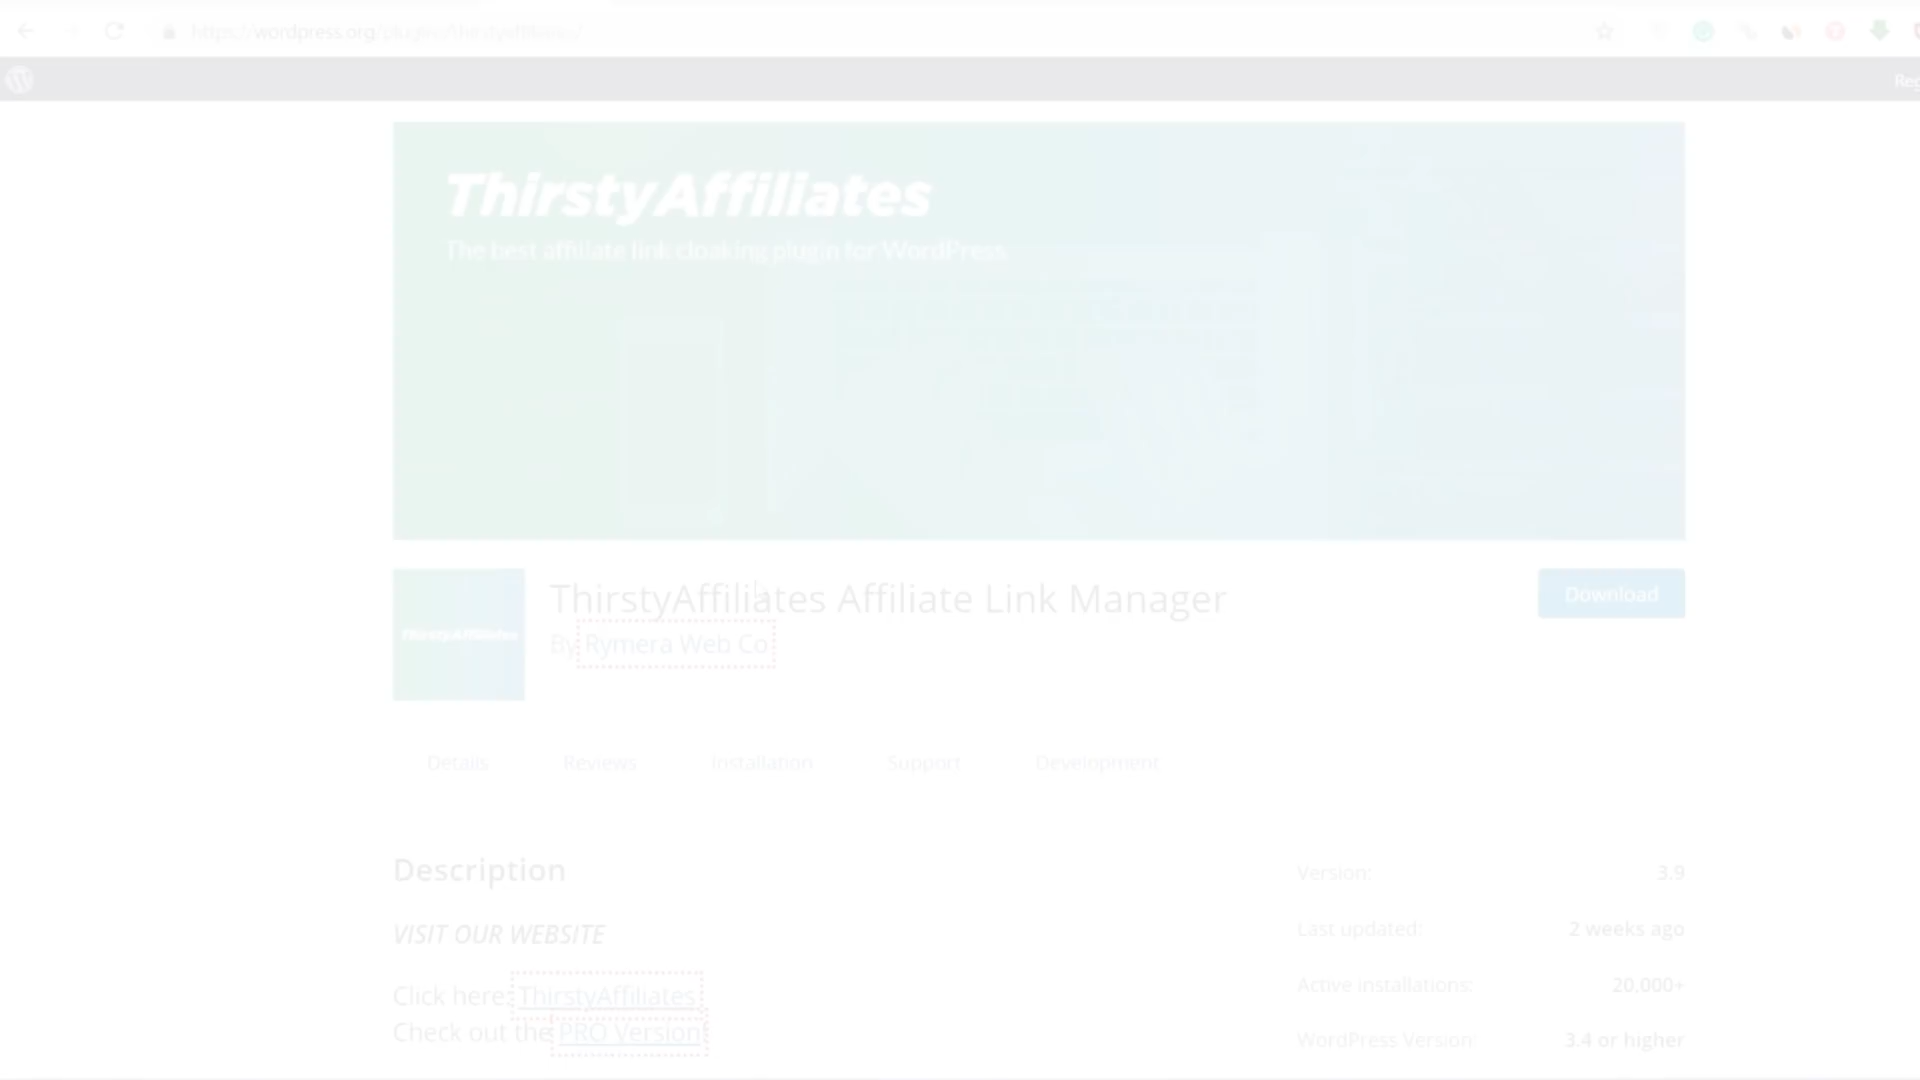 https://wordpress.org/plugins/thirstyaffiliates/
Reg
ThirstyAffiliates
The best affiliate link cloaking plugin for WordPress
ThirstyAffiliates
ThirstyAffiliates Affiliate Link Manager
Download
By Rymera Web Co
Details Reviews Installation Support Development
Description
Version: 3.9
VISIT OUR WEBSITE
Last updated: 2 weeks ago
Click here: ThirstyAffiliates
Active installations: 20,000+
Check out the PRO Version!
WordPress Version: 3.4 or higher